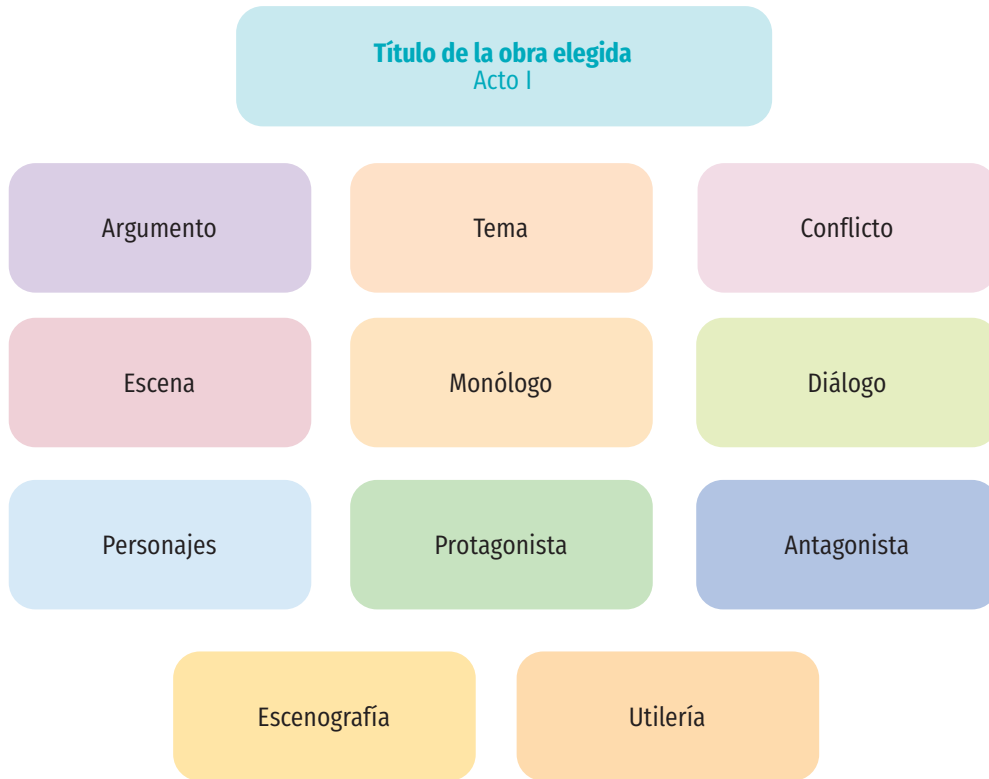 Título de la obra elegida
Acto I
Argumento
Tema
Conflicto
Escena
Monólogo
Diálogo
Personajes
Protagonista
Antagonista
Escenografía
Utilería